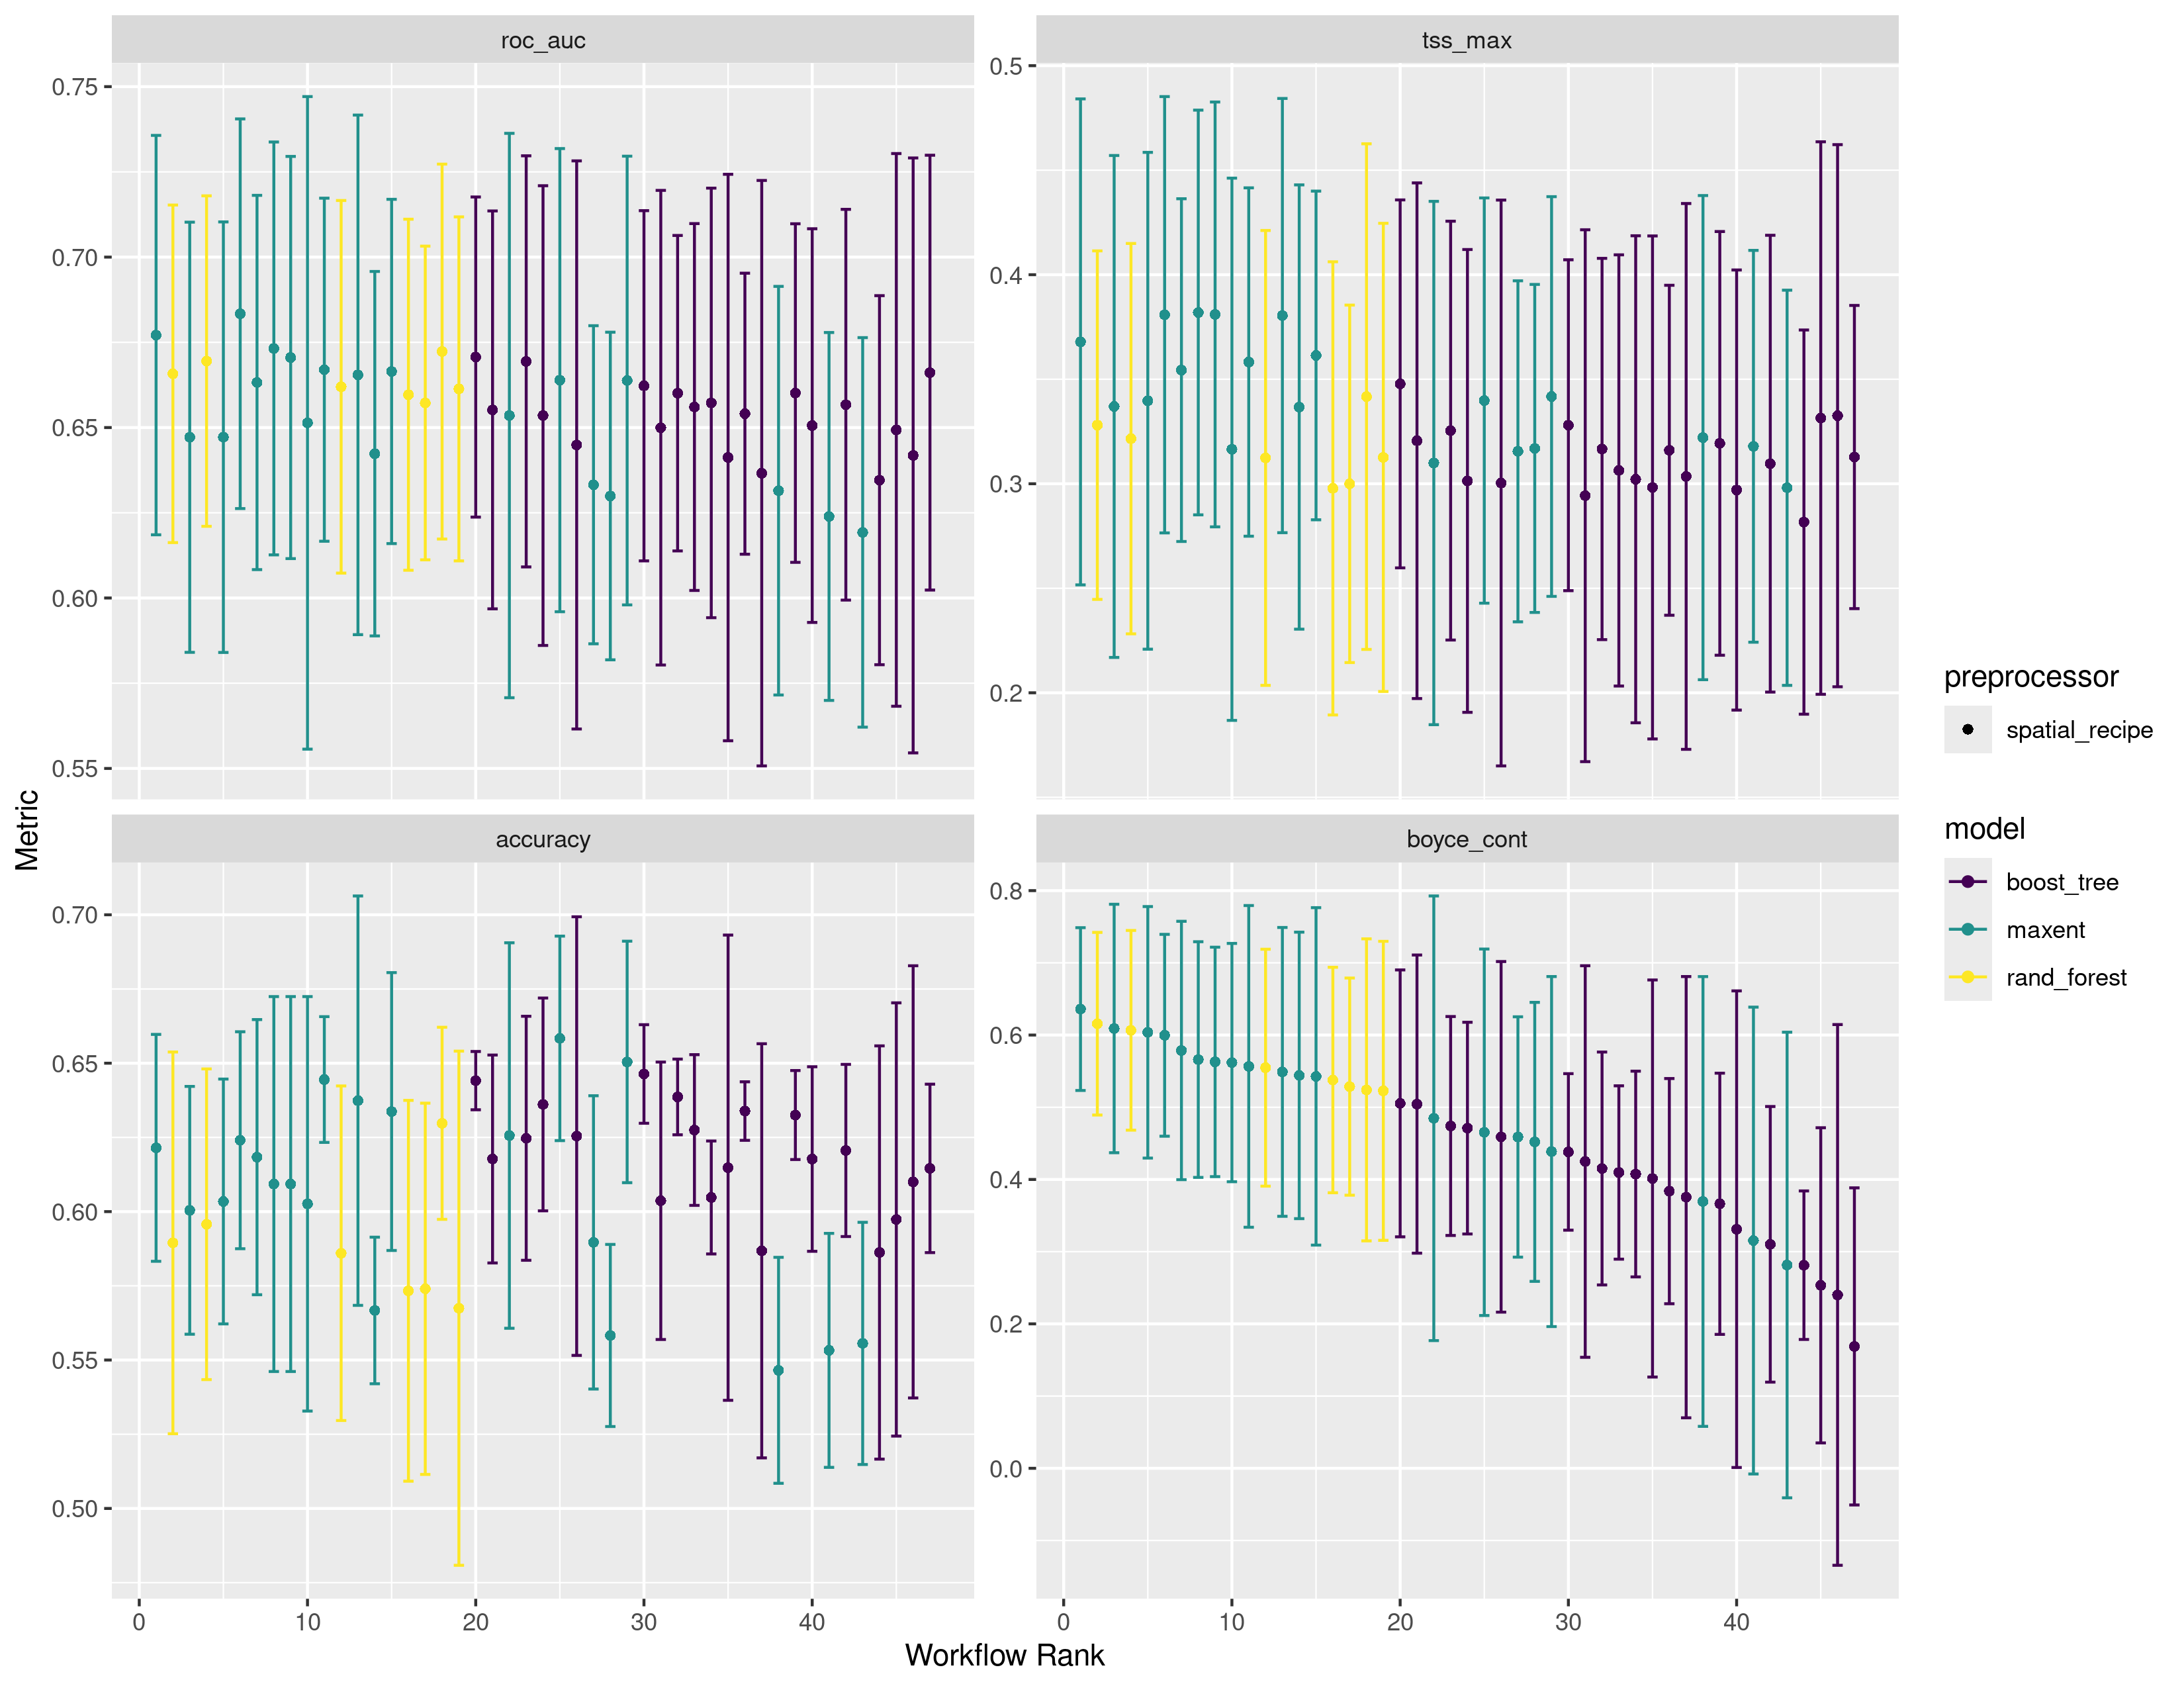 roc_auc
tss_max
0.75
0.70
0.65
0.60
0.55
0.5
0.4
0.3
0.2
accuracy
boyce_cont
0.70
0.65
0.60
0.55
0.50
0.8
0.6
0.4
0.2
0.0
0 10 20 30 40
0 10 20 30 40
Workflow Rank
Metric
preprocessor
spatial_recipe
model
boost_tree
maxent
rand_forest